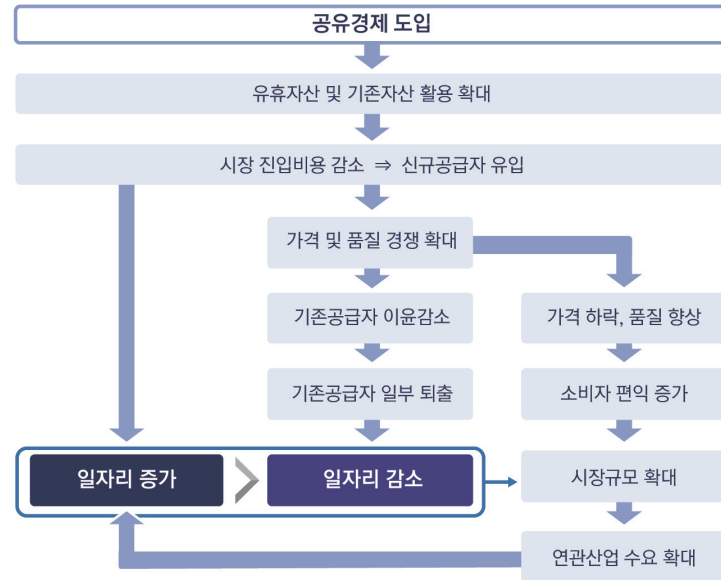 공유경제 도입
유휴자산 및 기존자산 활용 확대
시장 진입비용 감소 ⇒ 신규공급자 유입
가격 및 품질 경쟁 확대
기존공급자 이윤감소
가격 하락, 품질 향상
기존공급자 일부 퇴출
소비자 편익 증가
일자리 증가
일자리 감소
시장규모 확대
연관산업 수요 확대